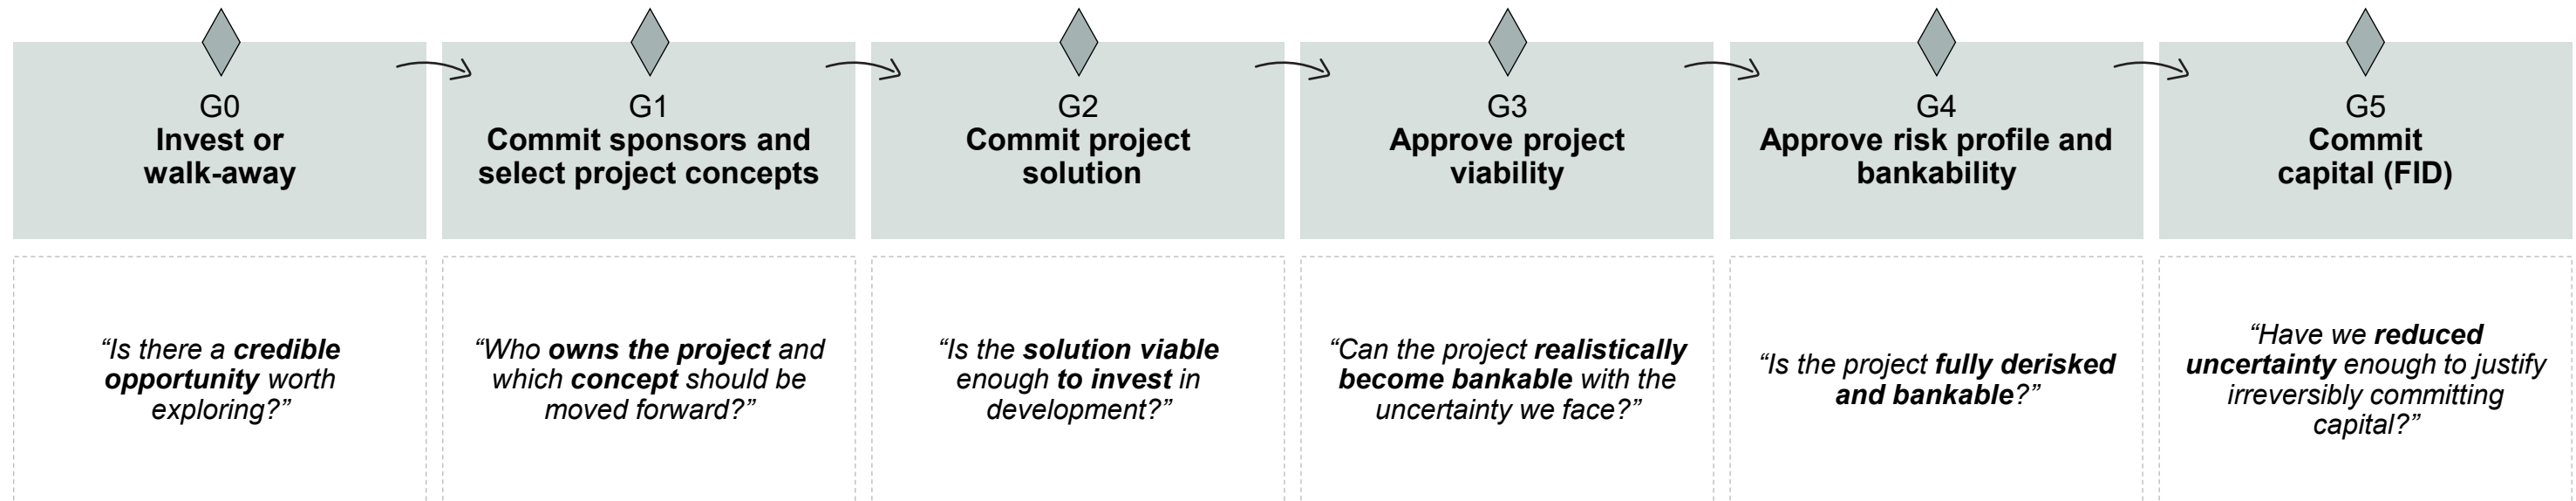 G0
Invest or
walk-away
G1
Commit sponsors and
select project concepts
G2
Commit project
solution
G3
Approve project
viability
G4
Approve risk profile and
bankability
G5
Commit
capital (FID)
“Is there a credible
opportunity worth
exploring?”
“Who owns the project and
which concept should be
moved forward?”
“Is the solution viable
enough to invest in
development?”
“Can the project realistically
become bankable with the
uncertainty we face?”
“Is the project fully derisked
and bankable?”
“Have we reduced
uncertainty enough to justify
irreversibly committing
capital?”